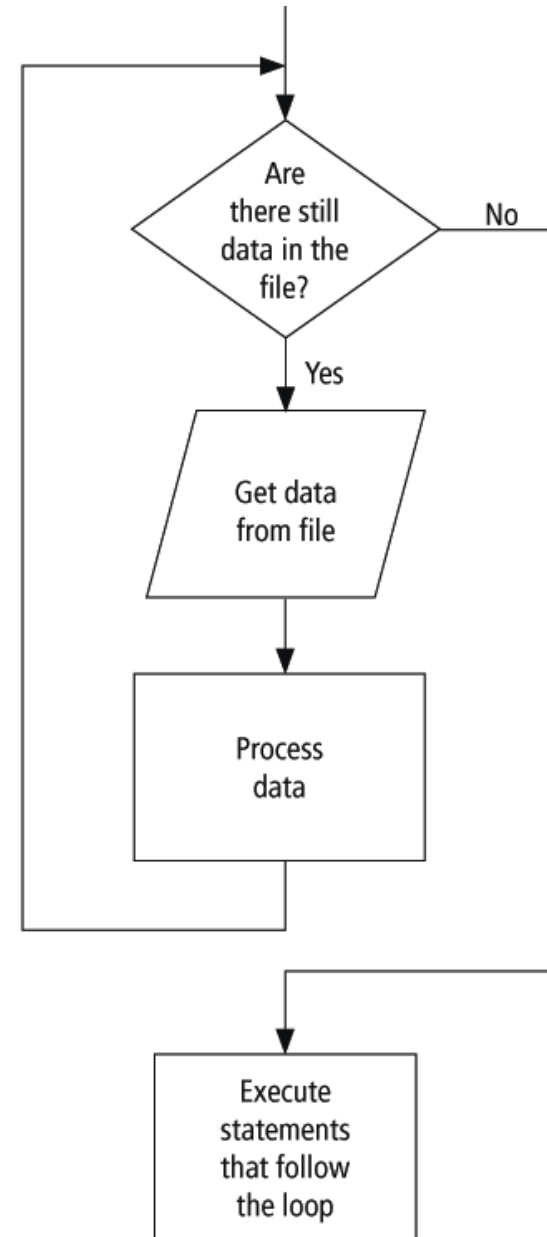 Are
there still
data in the
file?
No
Yes
Get data
from file
Process
data
Execute
statements
that follow
the loop